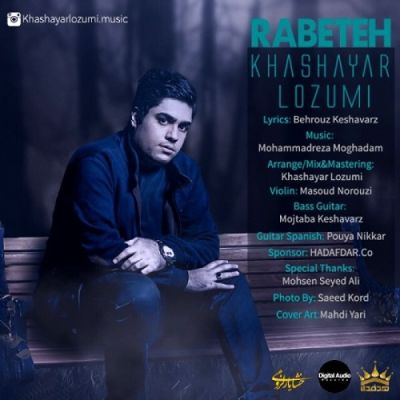 Khashayarlozumi.music
RABETEH
KHASHAYAR
LOZUMI
Lyrics: Behrouz Keshavarz
Music:
Mohammadreza Moghadam
Arrange/Mix&Mastering:
Khashayar Lozumi
Violin: Masoud Norouzi
Bass Guitar:
Mojtaba Keshavarz
Guitar Spanish: Pouya Nikkar
Sponsor: HADAFDAR.Co
Special Thanks:
Mohsen Seyed Ali
Photo By: Saeed Kord
Cover Art Mahdi Yari
Digital Audio